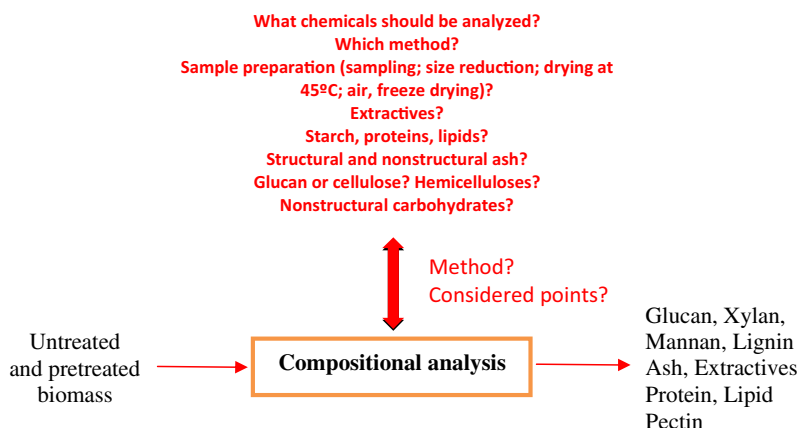 What chemicals should be analyzed?
Which method?
Sample preparation (sampling; size reduction; drying at
45ºC; air, freeze drying)?
Extractives?
Starch, proteins, lipids?
Structural and nonstructural ash?
Glucan or cellulose? Hemicelluloses?
Nonstructural carbohydrates?
Method?
Considered points?
Untreated
and pretreated
biomass
Compositional analysis
Glucan, Xylan,
Mannan, Lignin
Ash, Extractives
Protein, Lipid
Pectin